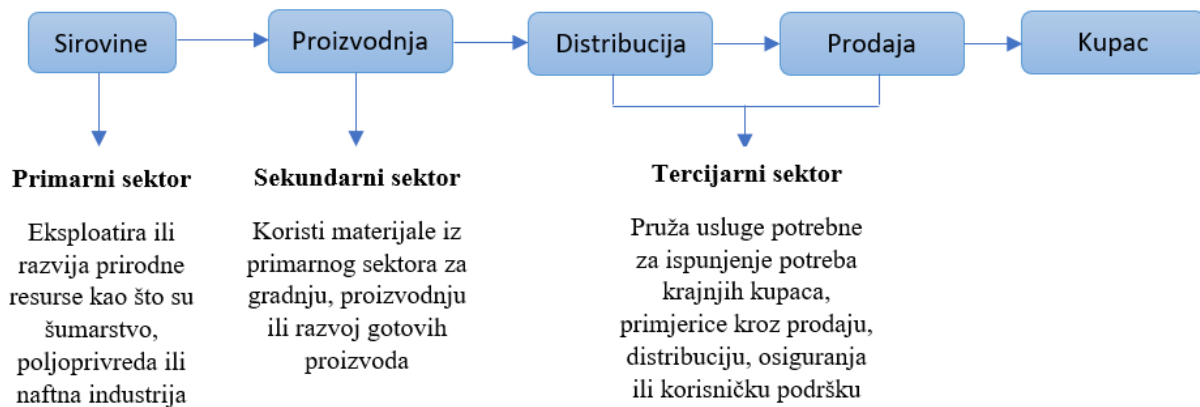 Sirovine
Proizvodnja
Distribucija
Prodaja
Kupac
Primarni sektor
Eksploatira ili
razvija prirodne
resurse kao što su
šumarstvo,
poljoprivreda ili
naftna industrija
Sekundarni sektor
Koristi materijale iz
primarnog sektora za
gradnju, proizvodnju
ili razvoj gotovih
proizvoda
Tercijarni sektor
Pruža usluge potrebne
za ispunjenje potreba
krajnjih kupaca,
primjerice kroz prodaju,
distribuciju, osiguranja
ili korisničku podršku